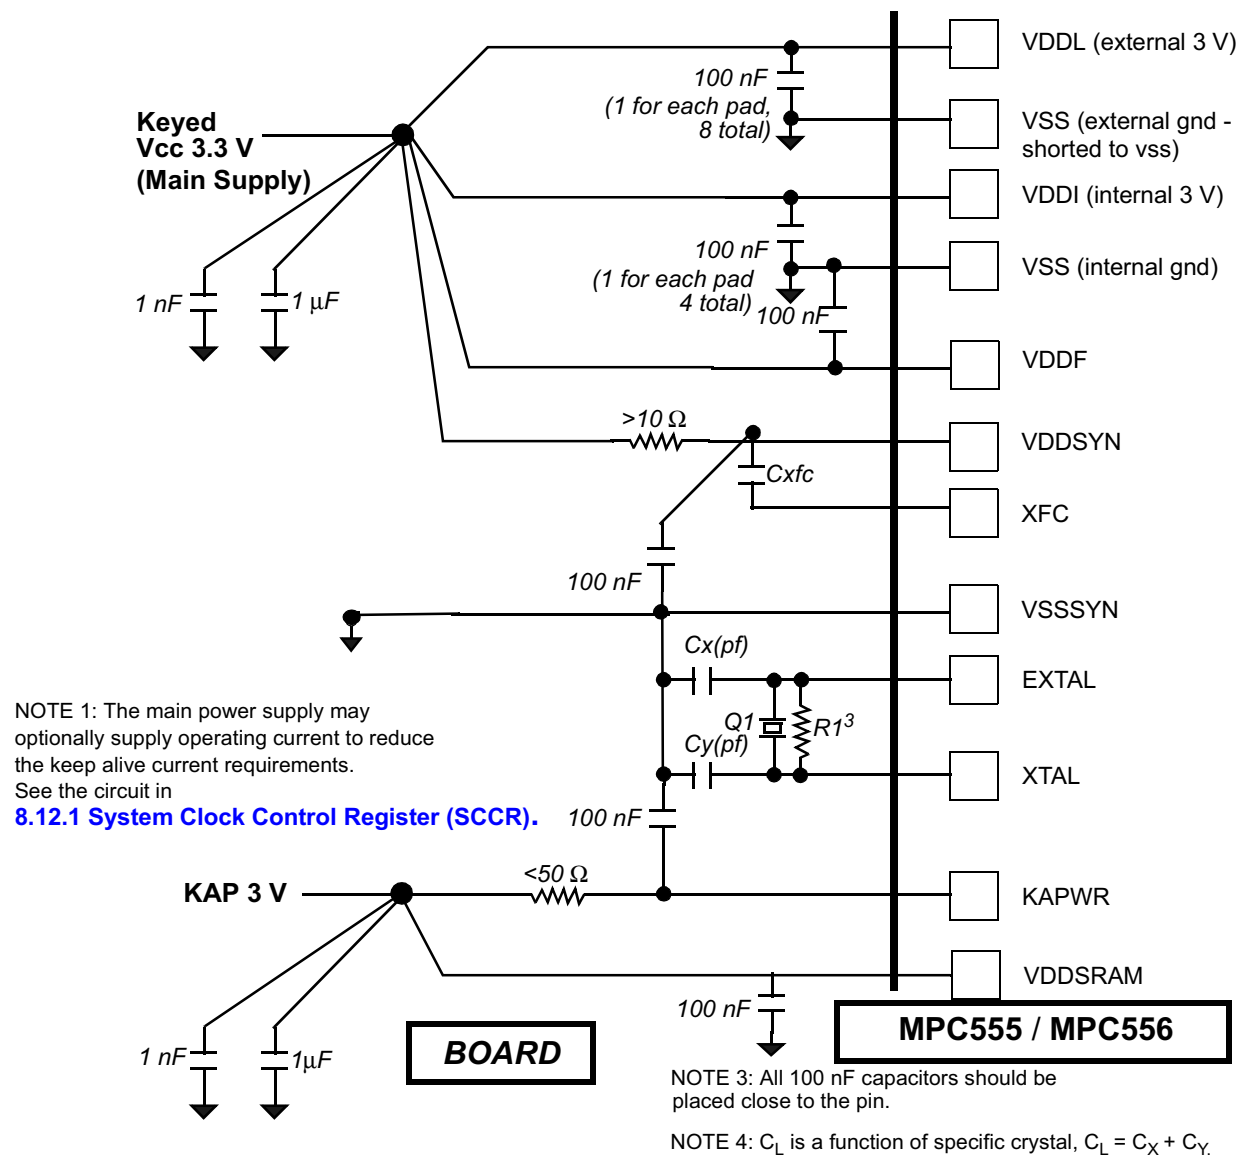 VDDL (external 3 V)
100 nF
(1 for each pad,
8 total)
Keyed
Vcc 3.3 V
(Main Supply)
VSS (external gnd -
shorted to vss)
VDDI (internal 3 V)
100 nF
(1 for each pad
4 total)
VSS (internal gnd)
1 nF
1 μF
100 nF
VDDF
>10 Ω
VDDSYN
Cxfc
XFC
100 nF
VSSSYN
Cx(pf)
EXTAL
NOTE 1: The main power supply may
optionally supply operating current to reduce
the keep alive current requirements.
See the circuit in
8.12.1 System Clock Control Register (SCCR).
Q1
R1³
Cy(pf)
XTAL
100 nF
<50 Ω
KAP 3 V
KAPWR
VDDSRAM
100 nF
1 nF
1μF
BOARD
MPC555 / MPC556
NOTE 3: All 100 nF capacitors should be
placed close to the pin.
NOTE 4: C_L is a function of specific crystal, C_L = C_X + C_Y.